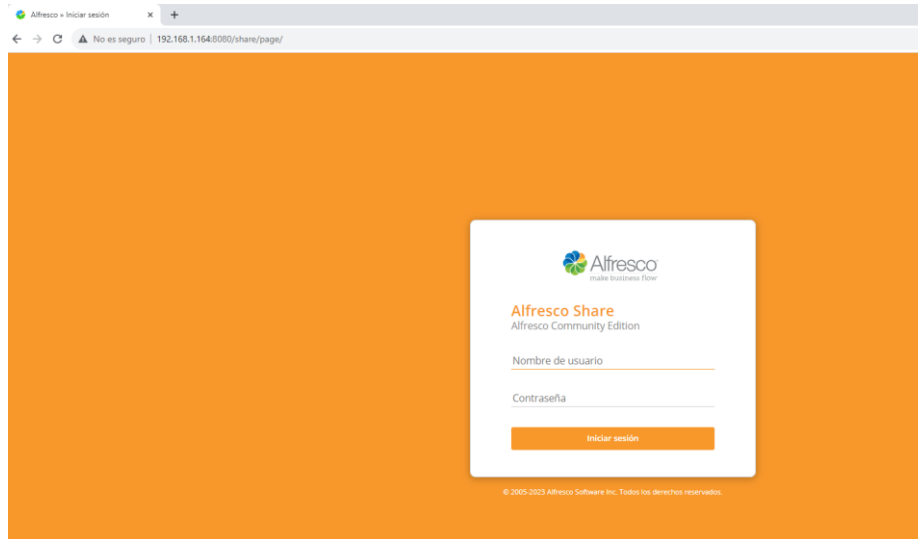 Alfresco » Iniciar sesión
No es seguro | 192.168.1.164:8080/share/page/
Alfresco
make business flow
Alfresco Share
Alfresco Community Edition
Nombre de usuario
Contraseña
Iniciar sesión
© 2005-2023 Alfresco Software Inc. Todos los derechos reservados.